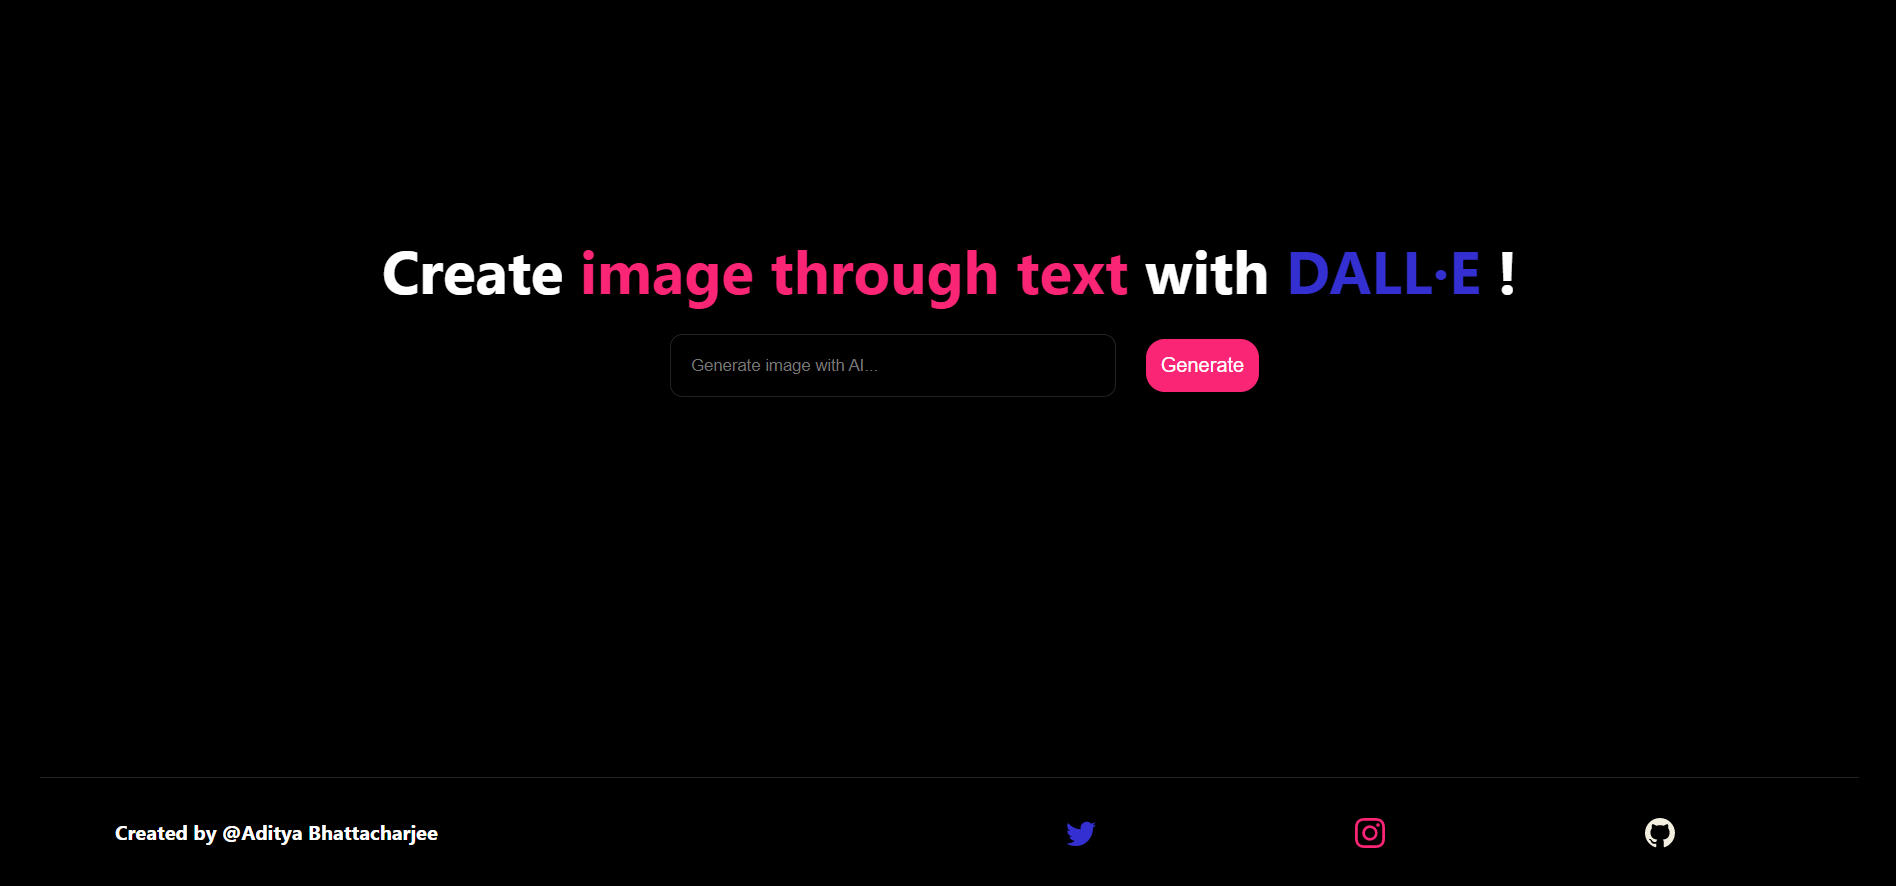 Create image through text with DALL·E !
Generate image with AI...
Generate
Created by @Aditya Bhattacharjee